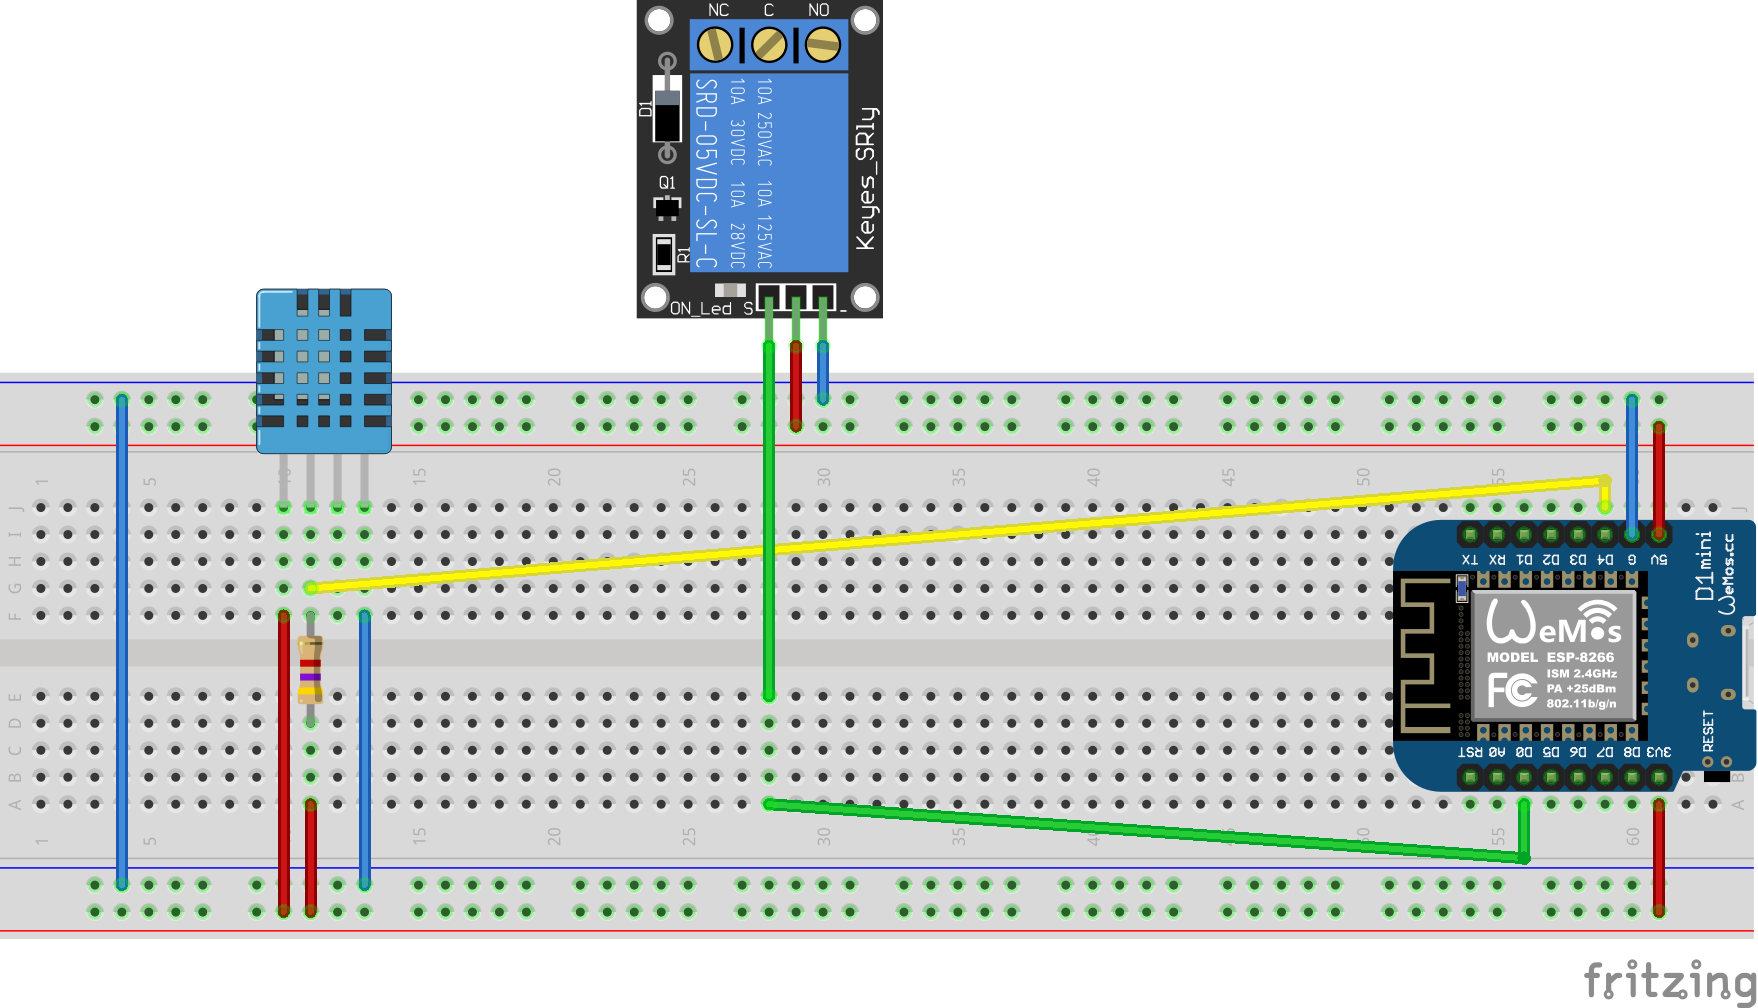 NC C NO
D1
Q1
R1
SRD-05VDC-SL-C
10A 30VDC 10A 28VDC
10A 250VAC 10A 125VAC
Keyes_SRly
ON_Led S -
1 5 10 15 20 25 30 35 40 45 50 55
J J
I
H
G
F
TX RX D1 D2 D3 D4 G 5V
D1mini
WeMos.cc
WeMos
MODEL ESP-8266
ISM 2.4GHz
PA +25dBm
802.11b/g/n
FC
RESET
RST A0 D0 D5 D6 D7 D8 3V3
E
D
C
B B
A A
1 5 15 20 25 30 35 40 45 50 55 60
fritzing